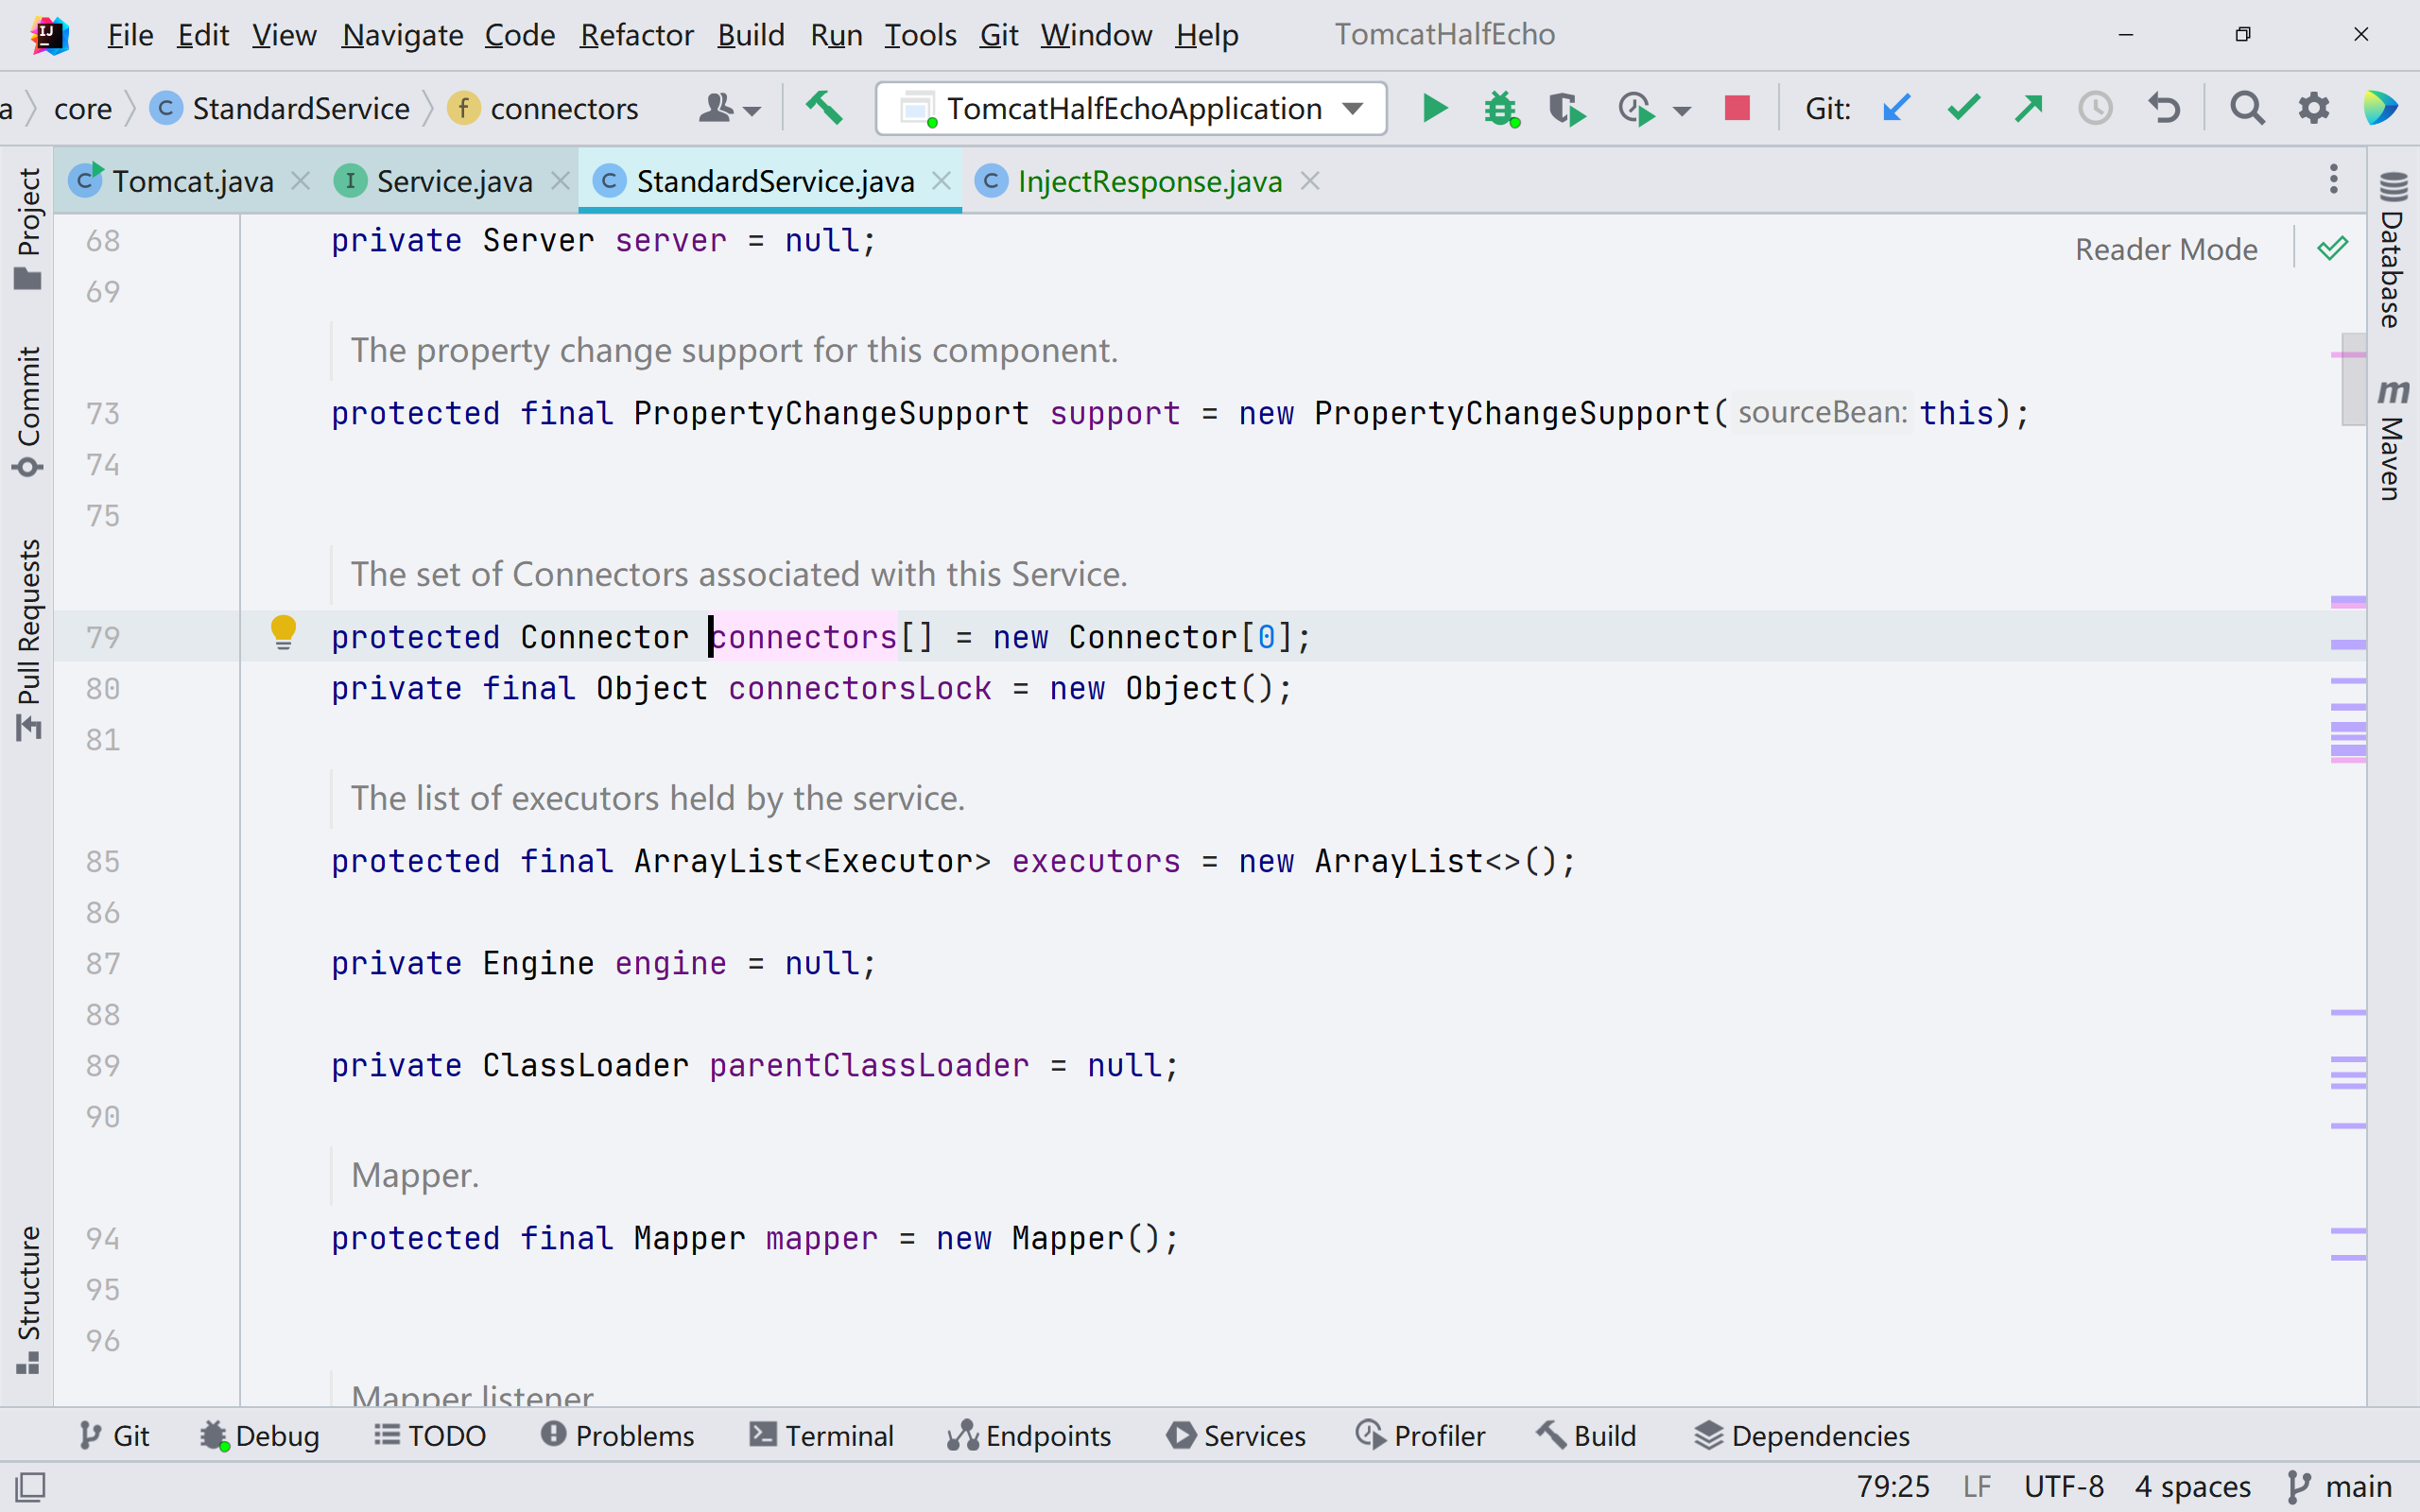 File Edit View Navigate Code Refactor Build Run Tools Git Window Help TomcatHalfEcho
a core StandardService connectors TomcatHalfEchoApplication Git:
Tomcat.java Service.java StandardService.java InjectResponse.java
Reader Mode
68 private Server server = null;
69
The property change support for this component.
73 protected final PropertyChangeSupport support = new PropertyChangeSupport( sourceBean: this);
74
75
The set of Connectors associated with this Service.
79 protected Connector connectors[] = new Connector[0];
80 private final Object connectorsLock = new Object();
81
The list of executors held by the service.
85 protected final ArrayList<Executor> executors = new ArrayList<>();
86
87 private Engine engine = null;
88
89 private ClassLoader parentClassLoader = null;
90
Mapper.
94 protected final Mapper mapper = new Mapper();
95
96
Mapper listener
Project
Commit
Pull Requests
Structure
Database
Maven
Git Debug TODO Problems Terminal Endpoints Services Profiler Build Dependencies
79:25 LF UTF-8 4 spaces main